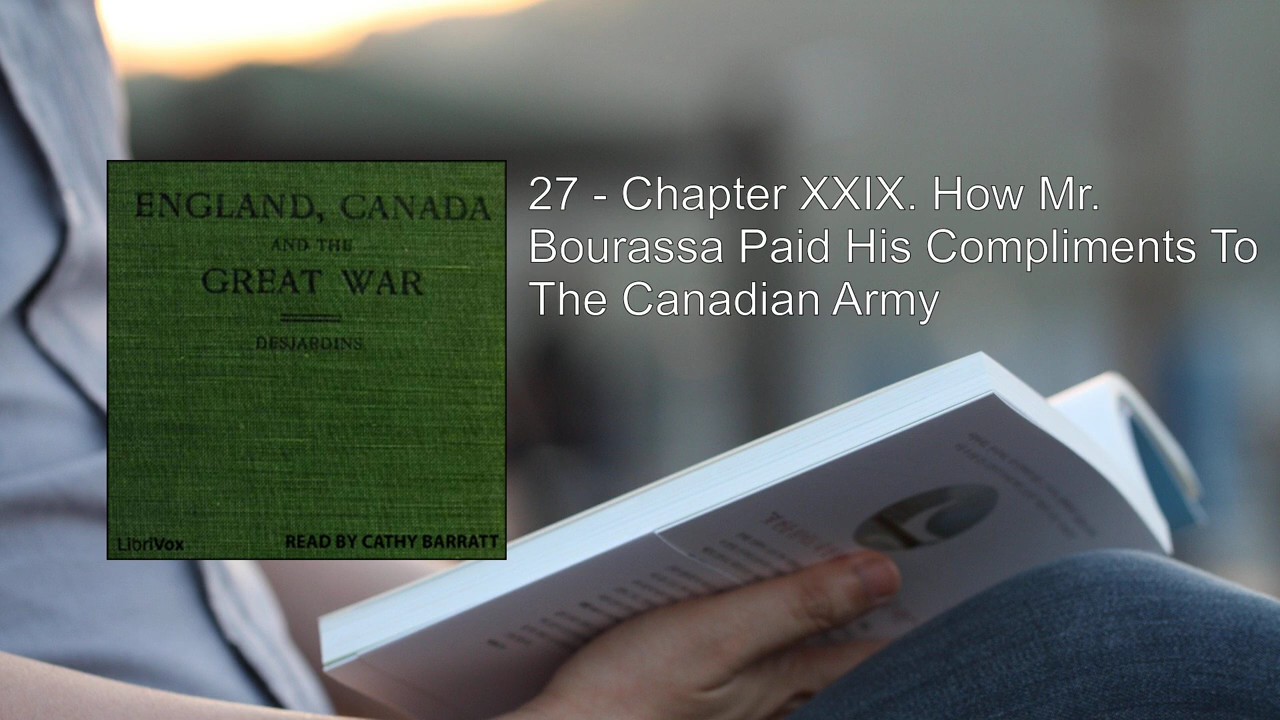 ENGLAND, CANADA
AND THE
GREAT WAR
DESJARDINS
LibriVox
READ BY CATHY BARRATT
27 - Chapter XXIX. How Mr.
Bourassa Paid His Compliments To
The Canadian Army